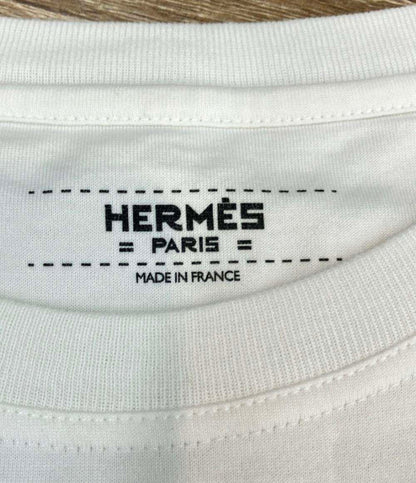 HERMÈS
= PARIS =
MADE IN FRANCE